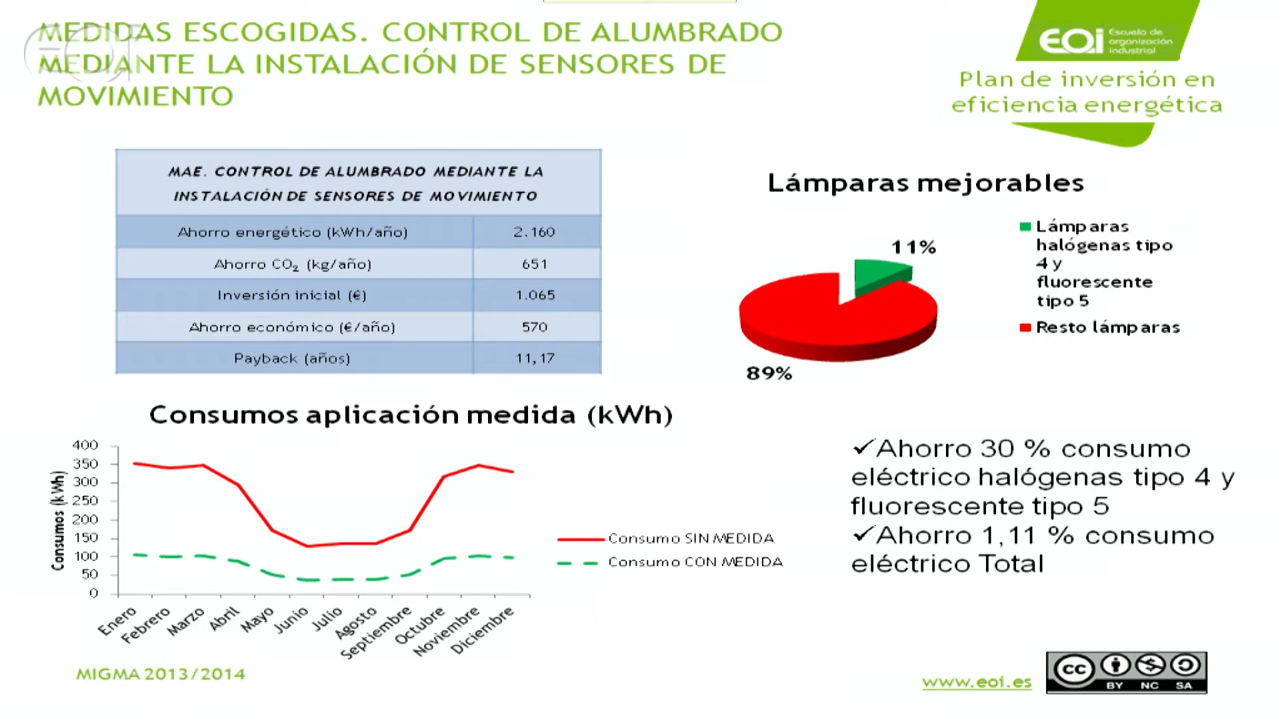 MEDIDAS ESCOGIDAS. CONTROL DE ALUMBRADO
MEDIANTE LA INSTALACIÓN DE SENSORES DE
MOVIMIENTO
EOI
Escuela de
organización
industrial
Plan de inversión en
eficiencia energética
MAE. CONTROL DE ALUMBRADO MEDIANTE LA
INSTALACIÓN DE SENSORES DE MOVIMIENTO
Ahorro energético (kWh/año) 2.160
Ahorro CO₂ (kg/año) 651
Inversión inicial (€) 1.065
Ahorro económico (€/año) 570
Payback (años) 11,17
Lámparas mejorables
11%
89%
Lámparas
halógenas tipo
4 y
fluorescente
tipo 5
Resto lámparas
Consumos aplicación medida (kWh)
Consumos (kWh)
400
350
300
250
200
150
100
50
0
Enero
Febrero
Marzo
Abril
Mayo
Junio
Julio
Agosto
Septiembre
Octubre
Noviembre
Diciembre
Consumo SIN MEDIDA
Consumo CON MEDIDA
✓Ahorro 30 % consumo
eléctrico halógenas tipo 4 y
fluorescente tipo 5
✓Ahorro 1,11 % consumo
eléctrico Total
MIGMA 2013/2014
www.eoi.es
cc
BY NC SA